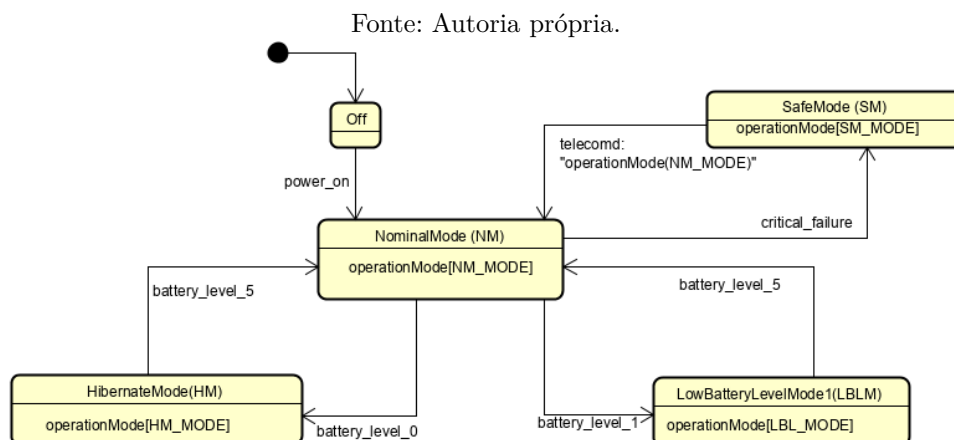 Fonte: Autoria própria.
Off
power_on
SafeMode (SM)
operationMode[SM_MODE]
telecomd:
"operationMode(NM_MODE)"
critical_failure
NominalMode (NM)
operationMode[NM_MODE]
battery_level_5
battery_level_5
HibernateMode(HM)
operationMode[HM_MODE]
battery_level_0
battery_level_1
LowBatteryLevelMode1(LBLM)
operationMode[LBL_MODE]